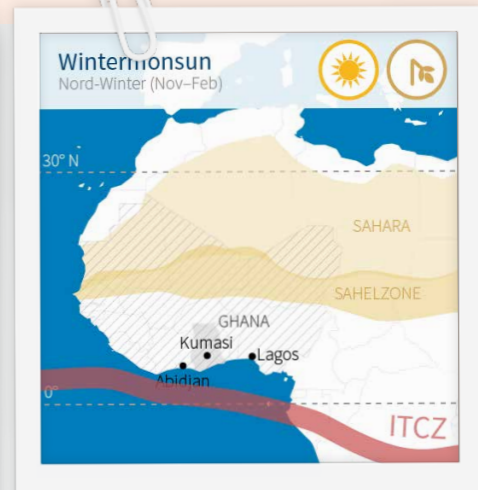 Wintermonsun
Nord-Winter (Nov–Feb)
30° N
SAHARA
SAHELZONE
GHANA
Kumasi
Lagos
Abidjan
0°
ITCZ